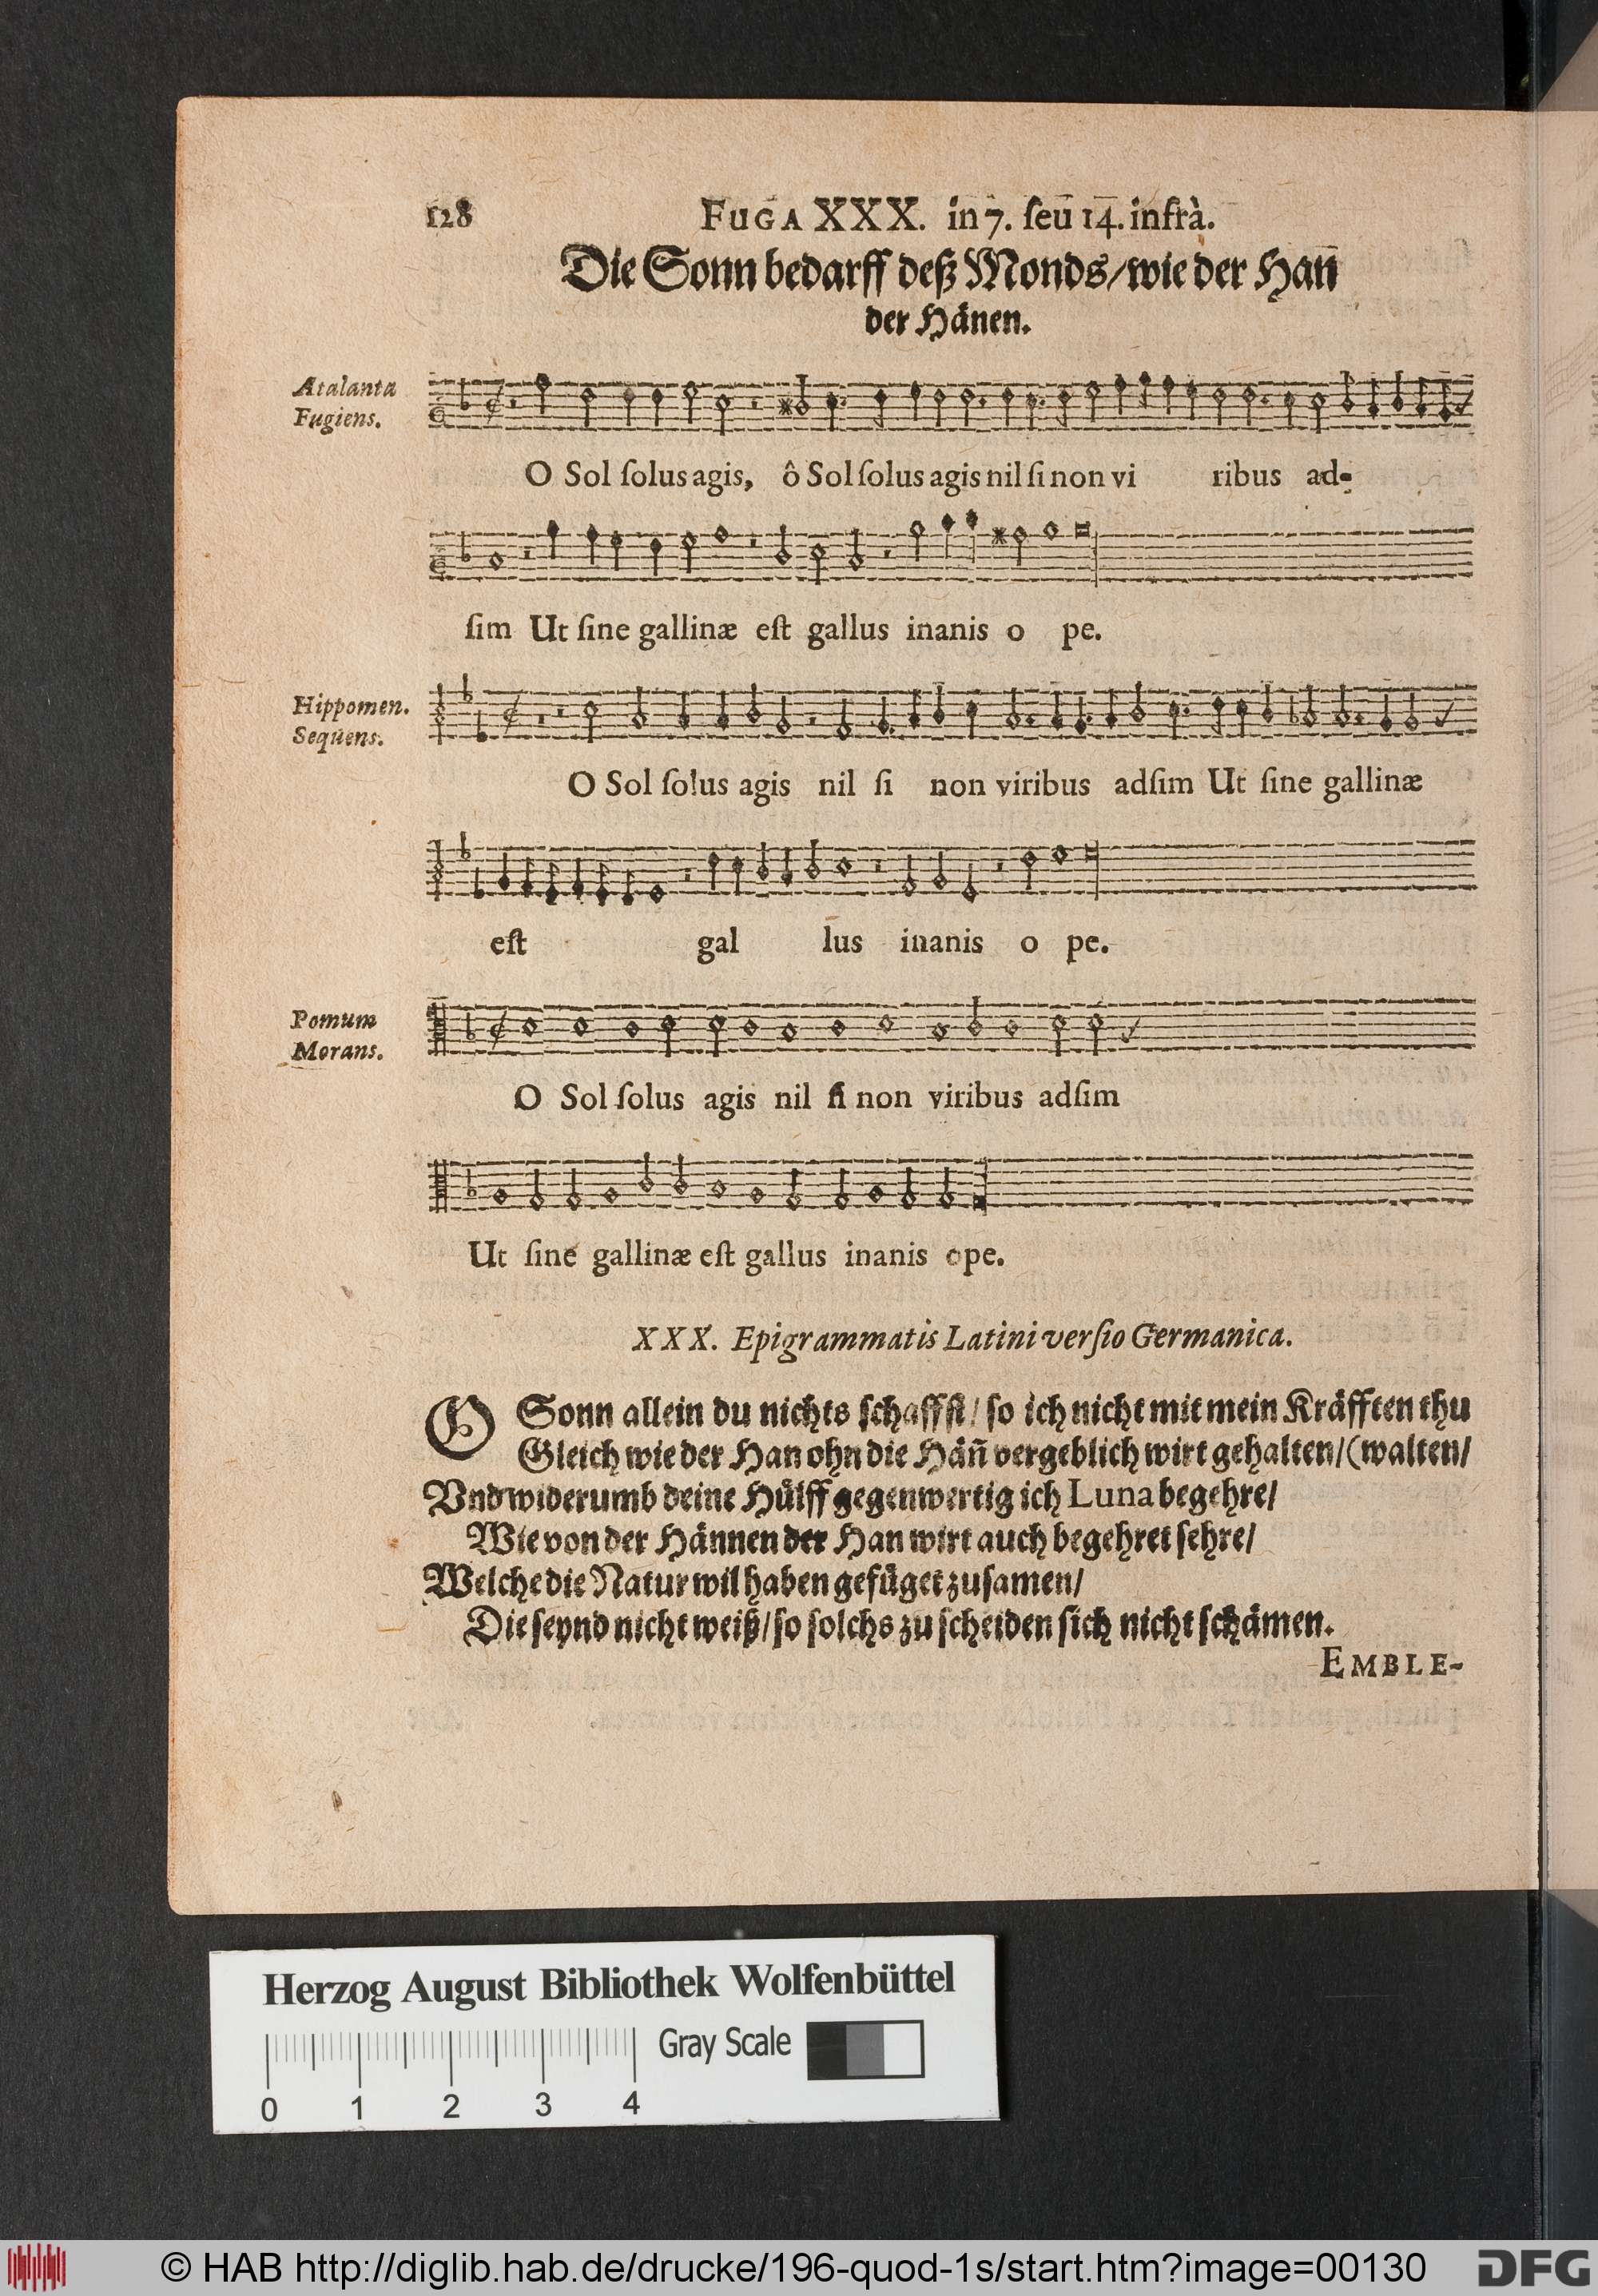 128 FUGA XXX. in 7. ſeu 14. infrà.
Die Sonn bedarff deß Monds/wie der Han̄
der Hänen.
Atalanta
Fugiens.
O Sol ſolus agis, ô Sol ſolus agis nil ſi non vi ribus ad-
ſim Ut ſine gallinæ eſt gallus inanis o pe.
Hippomen.
Sequens.
O Sol ſolus agis nil ſi non viribus adſim Ut ſine gallinæ
eſt gal lus inanis o pe.
Pomum
Morans.
O Sol ſolus agis nil ſi non viribus adſim
Ut ſine gallinæ eſt gallus inanis ope.
XXX. Epigrammatis Latini verſio Germanica.
O Sonn allein du nichts ſchaffſt/ ſo ich nicht mit mein Kräfften thu
Gleich wie der Han ohn die Hän̄ vergeblich wirt gehalten/ (walten/
Vnd widerumb deine Hülff gegenwertig ich Luna begehre/
Wie von der Hännen der Han wirt auch begehret ſehre/
Welche die Natur wil haben gefüget zuſamen/
Die ſeynd nicht weiß/ ſo ſolchs zu ſcheiden ſich nicht ſchämen.
EMBLE-
Herzog August Bibliothek Wolfenbüttel
Gray Scale
0 1 2 3 4
© HAB http://diglib.hab.de/drucke/196-quod-1s/start.htm?image=00130
DFG